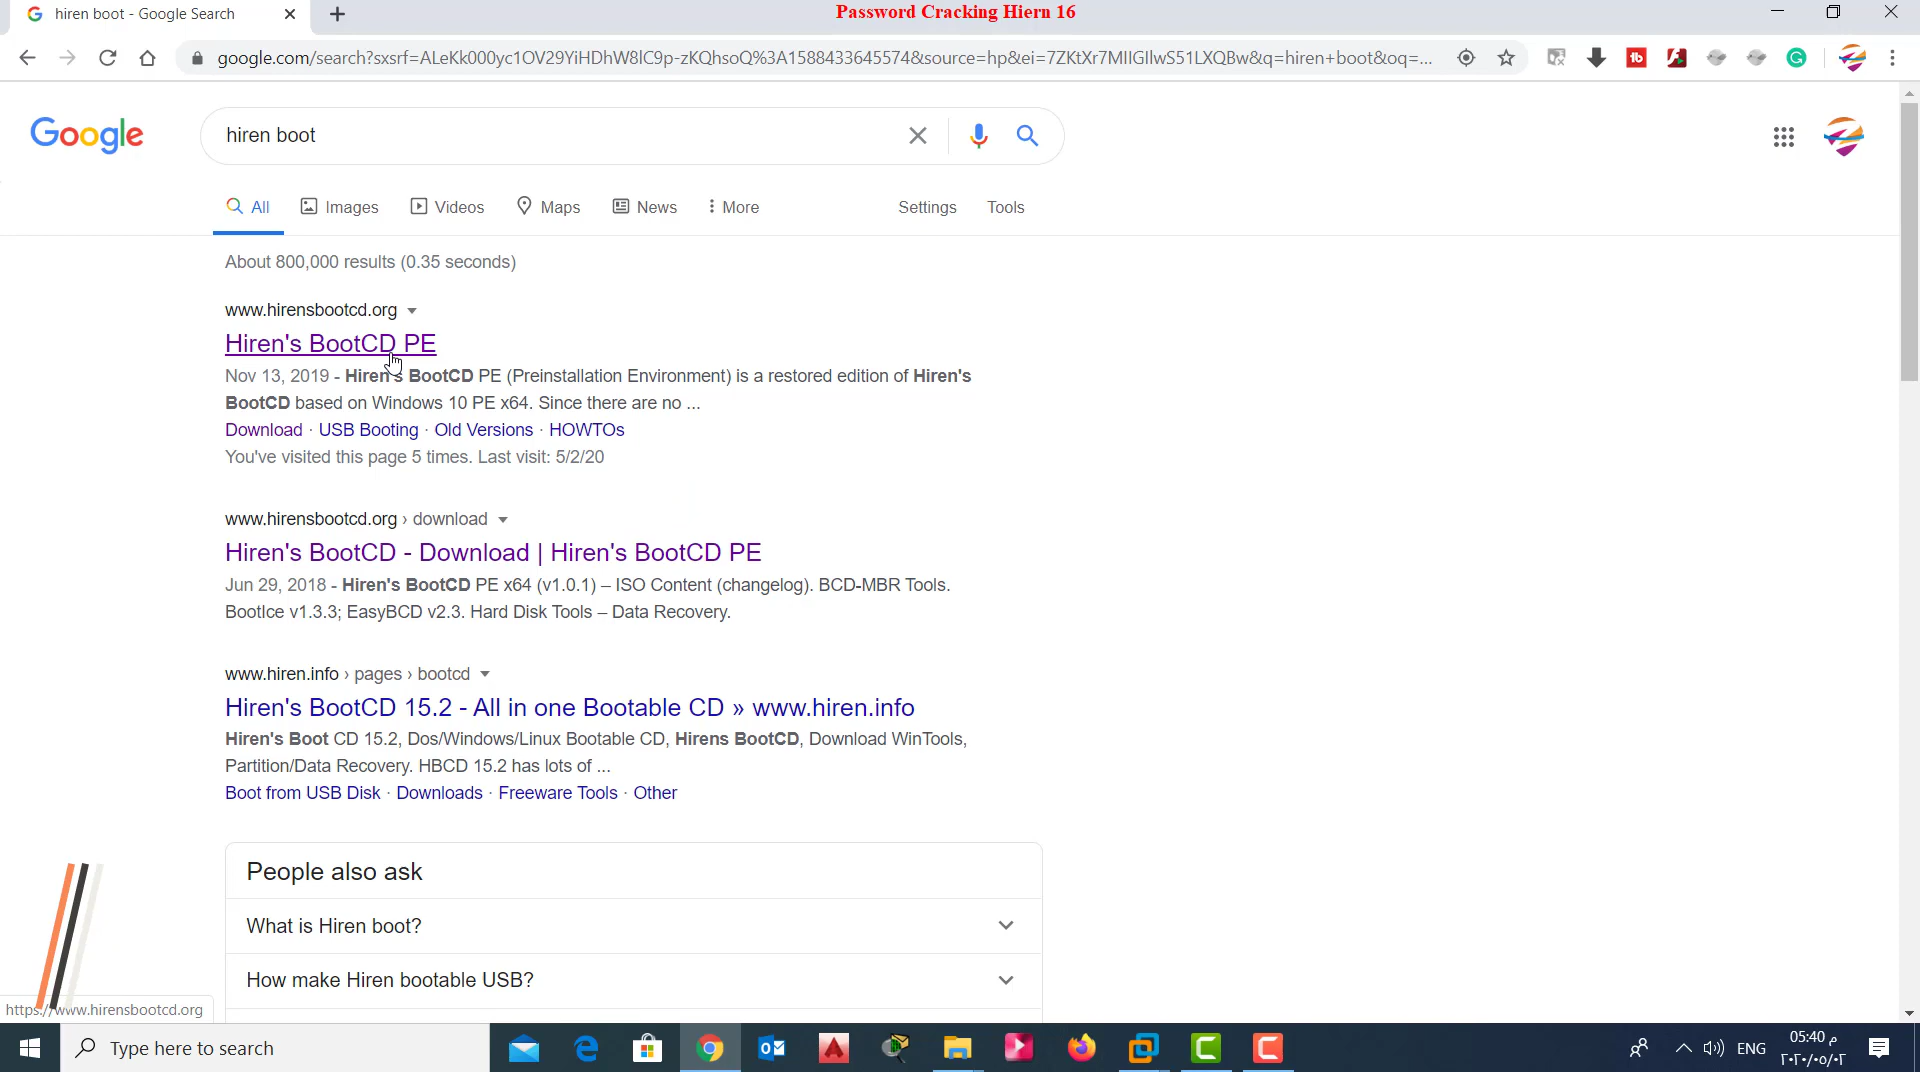 hiren boot - Google Search
Password Cracking Hiern 16
google.com/search?sxsrf=ALeKk000yc1OV29YiHDhW8lC9p-zKQhsoQ%3A1588433645574&source=hp&ei=7ZKtXr7MIIGIlwS51LXQBw&q=hiren+boot&oq=...
Google
hiren boot
All Images Videos Maps News More Settings Tools
About 800,000 results (0.35 seconds)
www.hirensbootcd.org
Hiren's BootCD PE
Nov 13, 2019 - Hiren's BootCD PE (Preinstallation Environment) is a restored edition of Hiren's
BootCD based on Windows 10 PE x64. Since there are no ...
Download · USB Booting · Old Versions · HOWTOs
You've visited this page 5 times. Last visit: 5/2/20
www.hirensbootcd.org › download
Hiren's BootCD - Download | Hiren's BootCD PE
Jun 29, 2018 - Hiren's BootCD PE x64 (v1.0.1) – ISO Content (changelog). BCD-MBR Tools.
BootIce v1.3.3; EasyBCD v2.3. Hard Disk Tools – Data Recovery.
www.hiren.info › pages › bootcd
Hiren's BootCD 15.2 - All in one Bootable CD » www.hiren.info
Hiren's Boot CD 15.2, Dos/Windows/Linux Bootable CD, Hirens BootCD, Download WinTools,
Partition/Data Recovery. HBCD 15.2 has lots of ...
Boot from USB Disk · Downloads · Freeware Tools · Other
People also ask
What is Hiren boot?
How make Hiren bootable USB?
https://www.hirensbootcd.org
Type here to search
ENG
05:40 م
٢٠٢٠/٠٥/٠٢